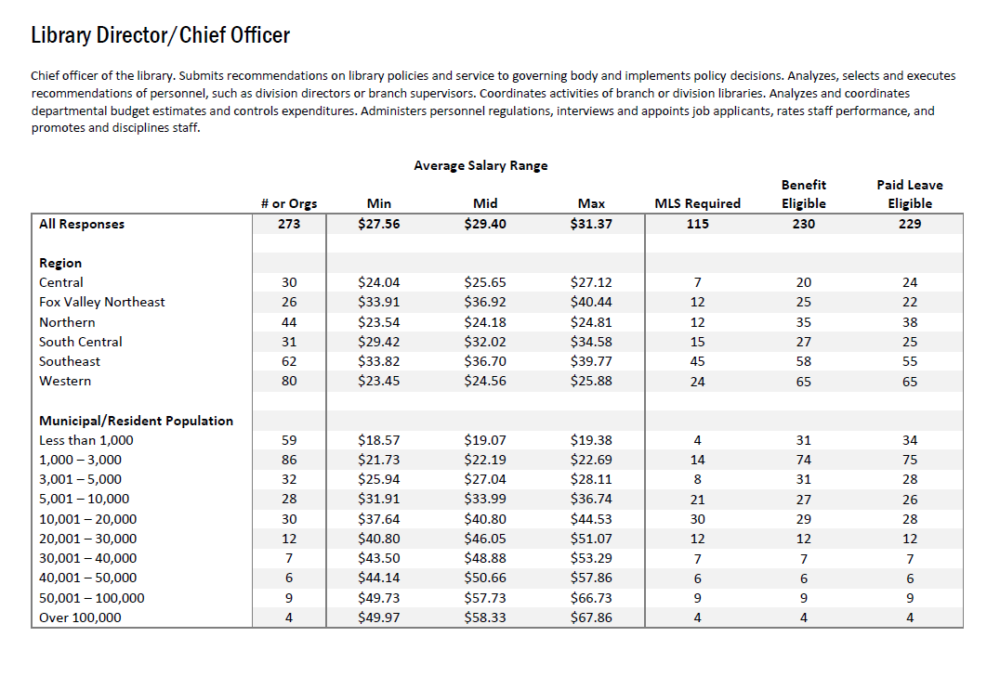 Library Director/Chief Officer
Chief officer of the library. Submits recommendations on library policies and service to governing body and implements policy decisions. Analyzes, selects and executes
recommendations of personnel, such as division directors or branch supervisors. Coordinates activities of branch or division libraries. Analyzes and coordinates
departmental budget estimates and controls expenditures. Administers personnel regulations, interviews and appoints job applicants, rates staff performance, and
promotes and disciplines staff.
Average Salary Range
Benefit Paid Leave
# or Orgs Min Mid Max MLS Required Eligible Eligible
All Responses 273 $27.56 $29.40 $31.37 115 230 229
Region
Central 30 $24.04 $25.65 $27.12 7 20 24
Fox Valley Northeast 26 $33.91 $36.92 $40.44 12 25 22
Northern 44 $23.54 $24.18 $24.81 12 35 38
South Central 31 $29.42 $32.02 $34.58 15 27 25
Southeast 62 $33.82 $36.70 $39.77 45 58 55
Western 80 $23.45 $24.56 $25.88 24 65 65
Municipal/Resident Population
Less than 1,000 59 $18.57 $19.07 $19.38 4 31 34
1,000 – 3,000 86 $21.73 $22.19 $22.69 14 74 75
3,001 – 5,000 32 $25.94 $27.04 $28.11 8 31 28
5,001 – 10,000 28 $31.91 $33.99 $36.74 21 27 26
10,001 – 20,000 30 $37.64 $40.80 $44.53 30 29 28
20,001 – 30,000 12 $40.80 $46.05 $51.07 12 12 12
30,001 – 40,000 7 $43.50 $48.88 $53.29 7 7 7
40,001 – 50,000 6 $44.14 $50.66 $57.86 6 6 6
50,001 – 100,000 9 $49.73 $57.73 $66.73 9 9 9
Over 100,000 4 $49.97 $58.33 $67.86 4 4 4